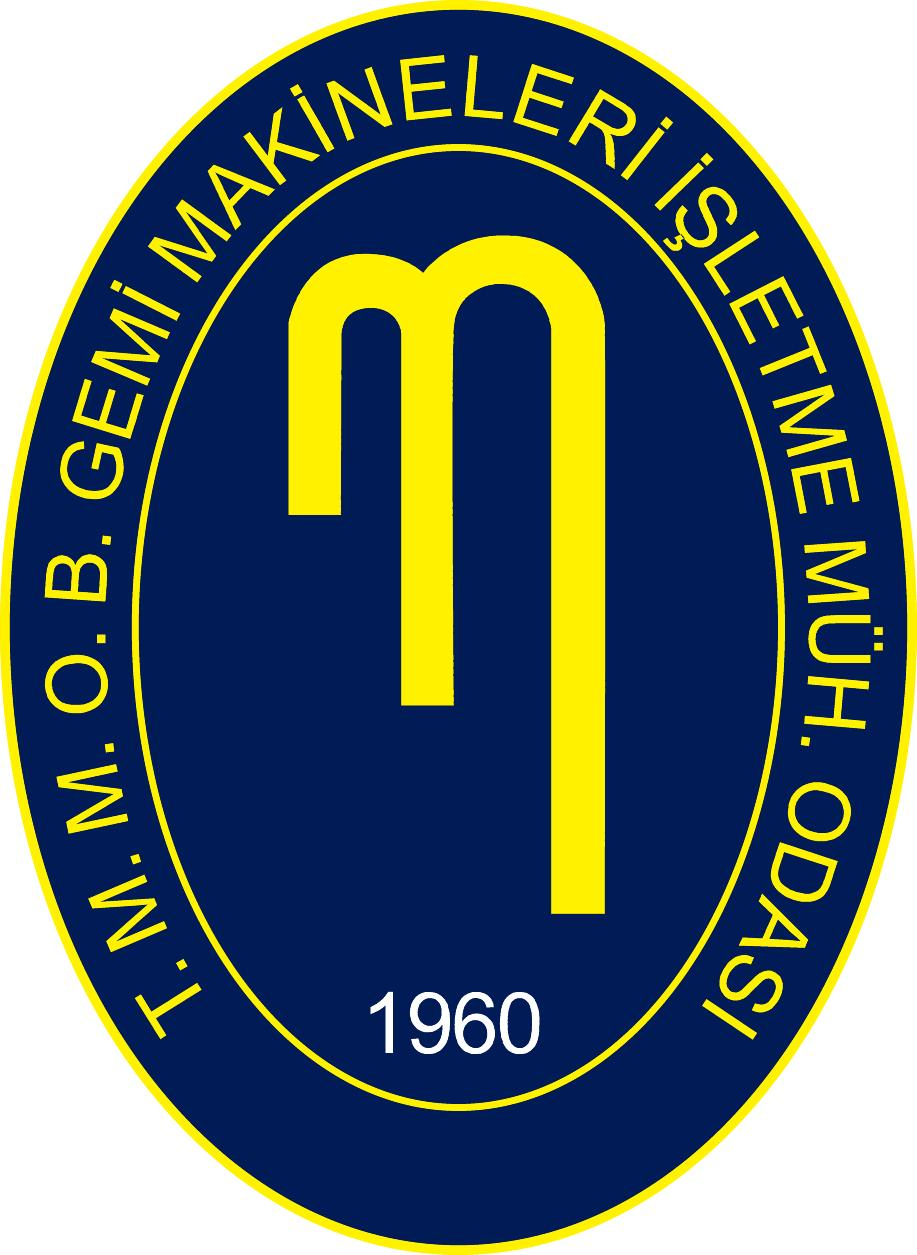 T. M. M. O. B. GEMİ MAKİNELERİ İŞLETME MÜH. ODASI
1960